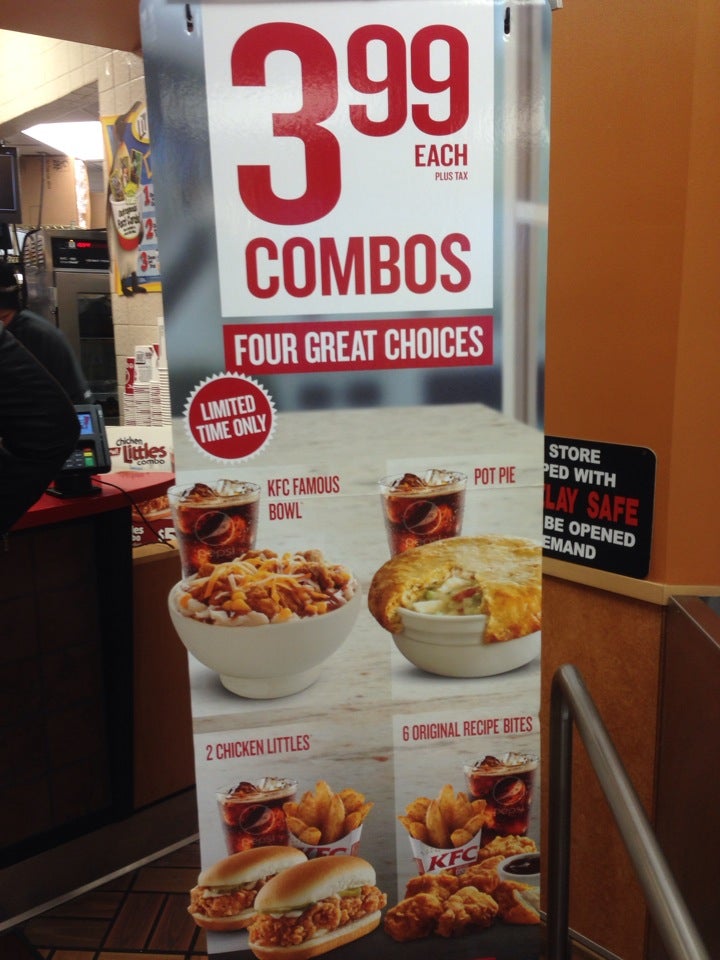 3.99
EACH
PLUS TAX
COMBOS
FOUR GREAT CHOICES
LIMITED
TIME ONLY
KFC FAMOUS
BOWL
POT PIE
pepsi
2 CHICKEN LITTLES
6 ORIGINAL RECIPE BITES
KFC
KFC
chicken
Littles
combo
STORE
PED WITH
LAY SAFE
BE OPENED
EMAND